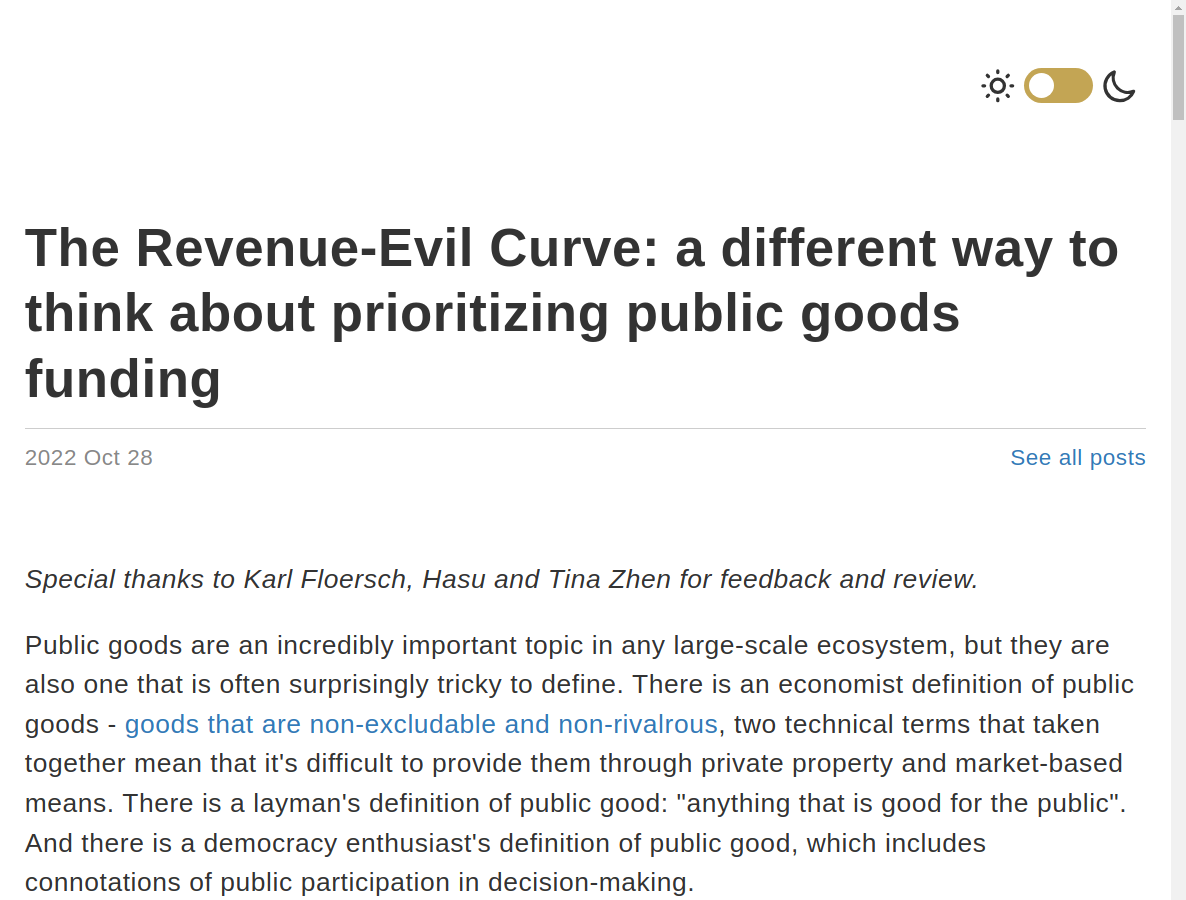 The Revenue-Evil Curve: a different way to
think about prioritizing public goods
funding
2022 Oct 28
See all posts
Special thanks to Karl Floersch, Hasu and Tina Zhen for feedback and review.
Public goods are an incredibly important topic in any large-scale ecosystem, but they are
also one that is often surprisingly tricky to define. There is an economist definition of public
goods - goods that are non-excludable and non-rivalrous, two technical terms that taken
together mean that it's difficult to provide them through private property and market-based
means. There is a layman's definition of public good: "anything that is good for the public".
And there is a democracy enthusiast's definition of public good, which includes
connotations of public participation in decision-making.